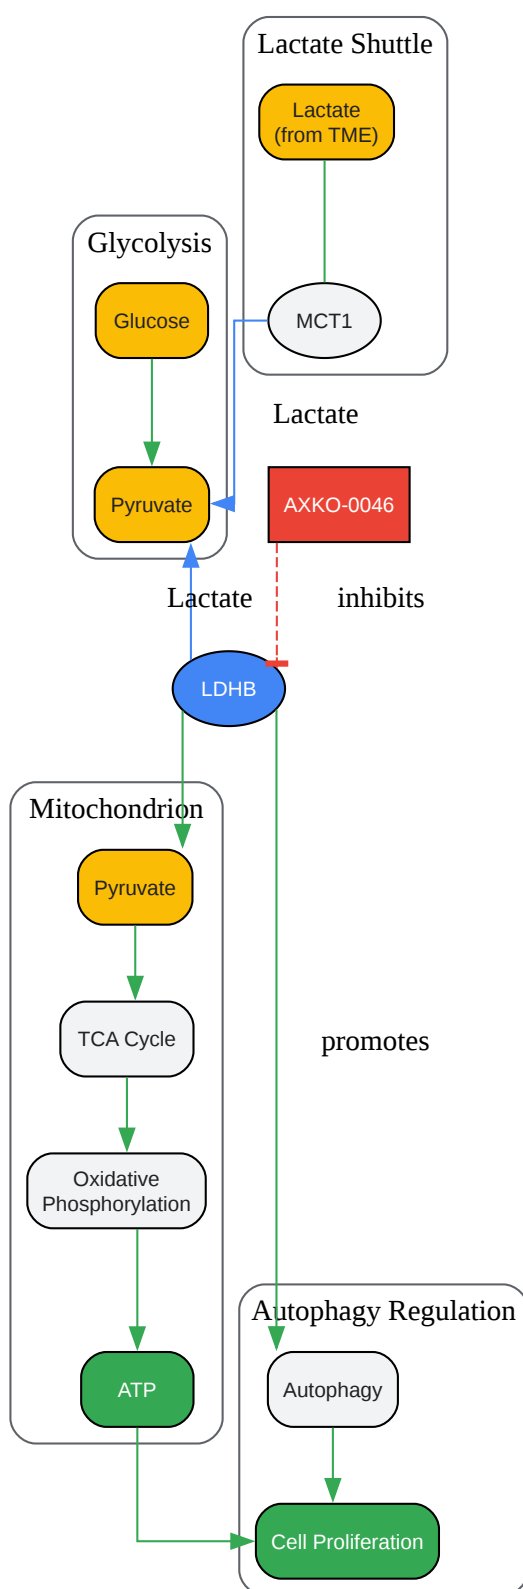 Lactate Shuttle
Lactate
(from TME)
Glycolysis
Glucose
MCT1
Lactate
Pyruvate
AXKO-0046
Lactate
inhibits
LDHB
Mitochondrion
Pyruvate
TCA Cycle
promotes
Oxidative
Phosphorylation
Autophagy Regulation
ATP
Autophagy
Cell Proliferation